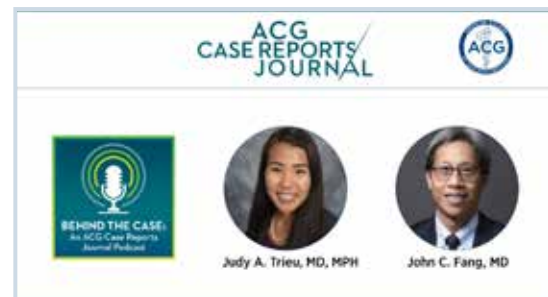 ACG
CASE REPORTS
JOURNAL
ACG
BEHIND THE CASE:
An ACG Case Reports
Journal Podcast
Judy A. Trieu, MD, MPH
John C. Fang, MD